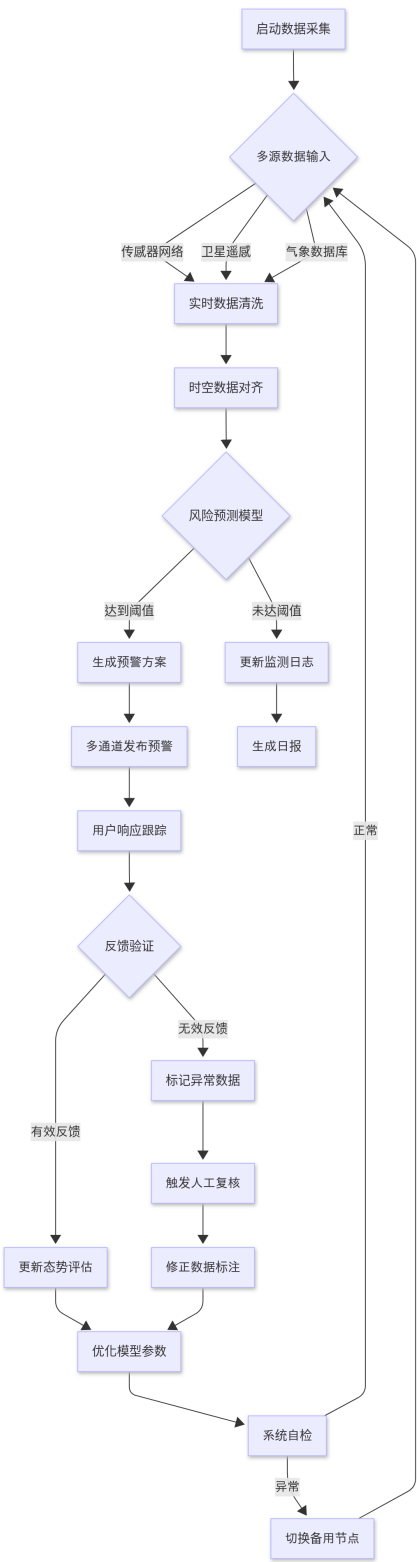 启动数据采集
多源数据输入
传感器网络
卫星遥感
气象数据库
实时数据清洗
时空数据对齐
风险预测模型
达到阈值
未达阈值
生成预警方案
更新监测日志
多通道发布预警
生成日报
用户响应跟踪
正常
反馈验证
无效反馈
标记异常数据
有效反馈
触发人工复核
更新态势评估
修正数据标注
优化模型参数
系统自检
异常
切换备用节点